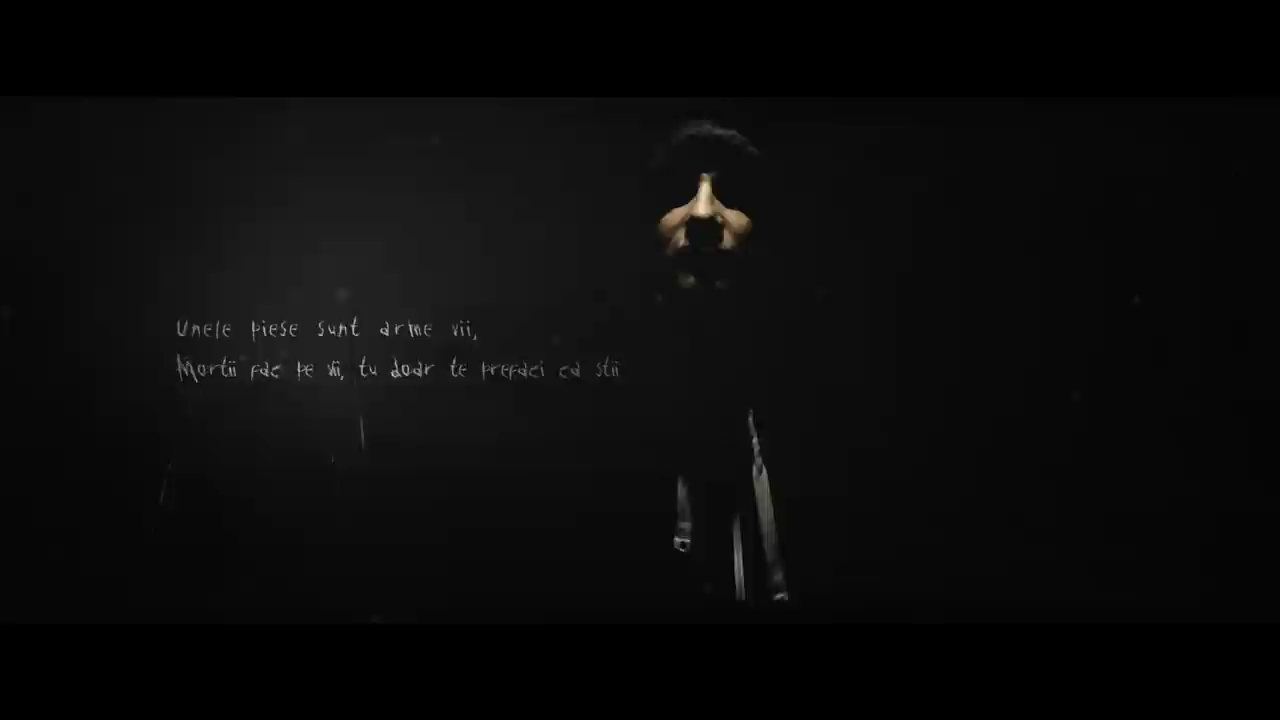 Unele piese sunt arme vii,
Mortii fac pe vii, tu doar te prefaci ca stii